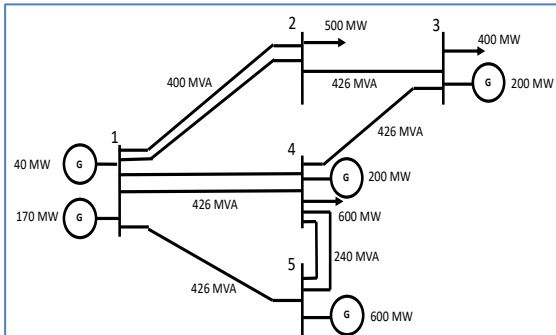 2
500 MW
3
400 MW
400 MVA
426 MVA
G
200 MW
426 MVA
1
4
G
40 MW
G
200 MW
426 MVA
600 MW
G
170 MW
5
240 MVA
426 MVA
G
600 MW